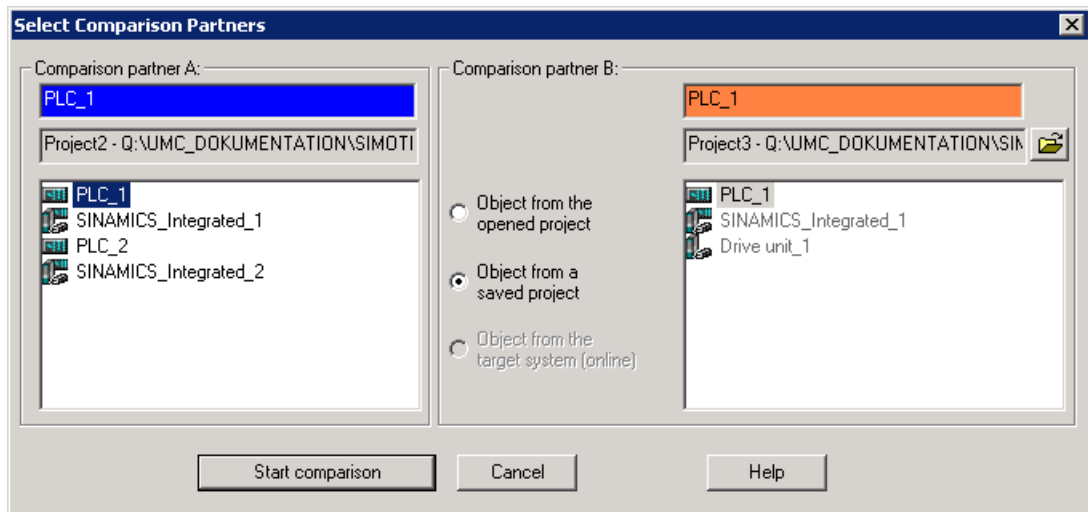 Select Comparison Partners
Comparison partner A:
PLC_1
Project2 - Q:\UMC_DOKUMENTATION\SIMOTI
PLC_1
SINAMICS_Integrated_1
PLC_2
SINAMICS_Integrated_2
Comparison partner B:
PLC_1
Project3 - Q:\UMC_DOKUMENTATION\SIN
Object from the
opened project
Object from a
saved project
Object from the
target system (online)
PLC_1
SINAMICS_Integrated_1
Drive unit_1
Start comparison
Cancel
Help